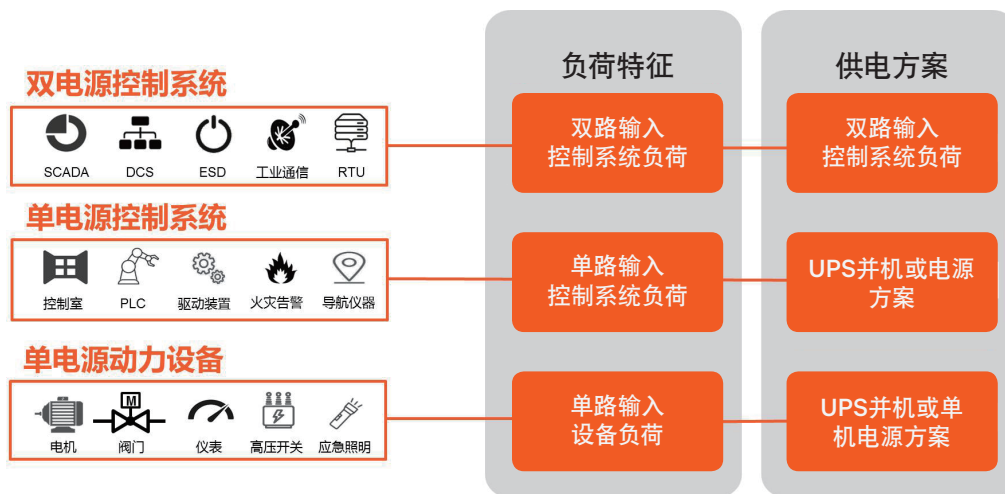 负荷特征
供电方案
双电源控制系统
SCADA
DCS
ESD
工业通信
RTU
双路输入
控制系统负荷
双路输入
控制系统负荷
单电源控制系统
控制室
PLC
驱动装置
火灾告警
导航仪器
单路输入
控制系统负荷
UPS并机或电源
方案
单电源动力设备
M
电机
阀门
仪表
高压开关
应急照明
单路输入
设备负荷
UPS并机或单
机电源方案